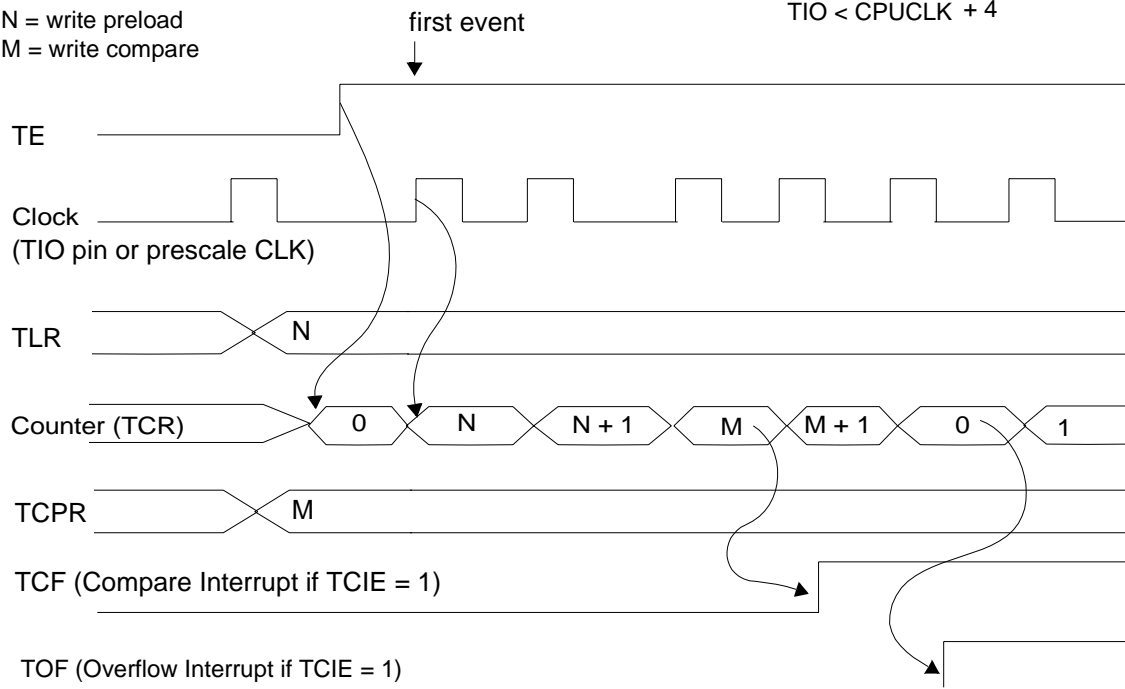 N = write preload
M = write compare
first event
TIO < CPUCLK + 4
TE
Clock
(TIO pin or prescale CLK)
TLR
N
Counter (TCR)
0
N
N + 1
M
M + 1
0
1
TCPR
M
TCF (Compare Interrupt if TCIE = 1)
TOF (Overflow Interrupt if TCIE = 1)